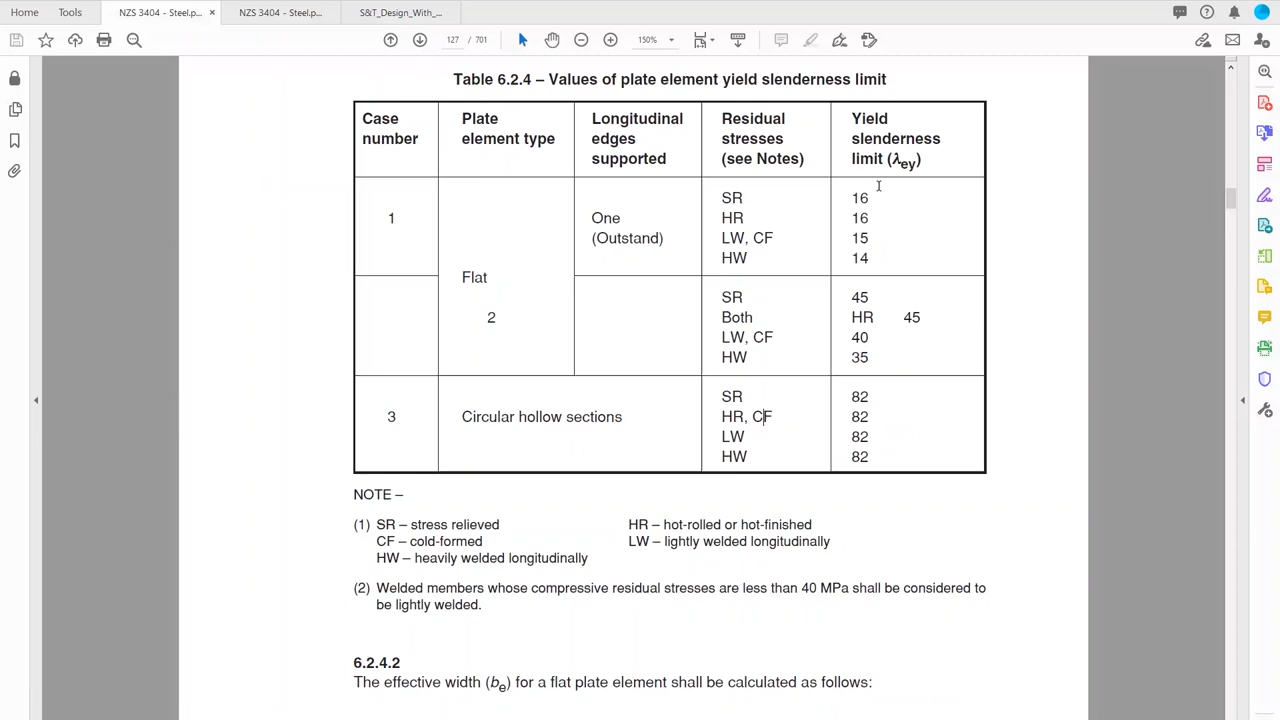 Home Tools NZS 3404 - Steel.p... × NZS 3404 - Steel.p... S&T_Design_With_...
127 / 701 150%
Table 6.2.4 – Values of plate element yield slenderness limit
Case number Plate element type Longitudinal edges supported Residual stresses (see Notes) Yield slenderness limit (λey)
SR 16
1 One HR 16
(Outstand) LW, CF 15
HW 14
Flat
SR 45
2 Both HR 45
LW, CF 40
HW 35
SR 82
3 Circular hollow sections HR, CF 82
LW 82
HW 82
NOTE –
(1) SR – stress relieved HR – hot-rolled or hot-finished
CF – cold-formed LW – lightly welded longitudinally
HW – heavily welded longitudinally
(2) Welded members whose compressive residual stresses are less than 40 MPa shall be considered to
be lightly welded.
6.2.4.2
The effective width (be) for a flat plate element shall be calculated as follows: